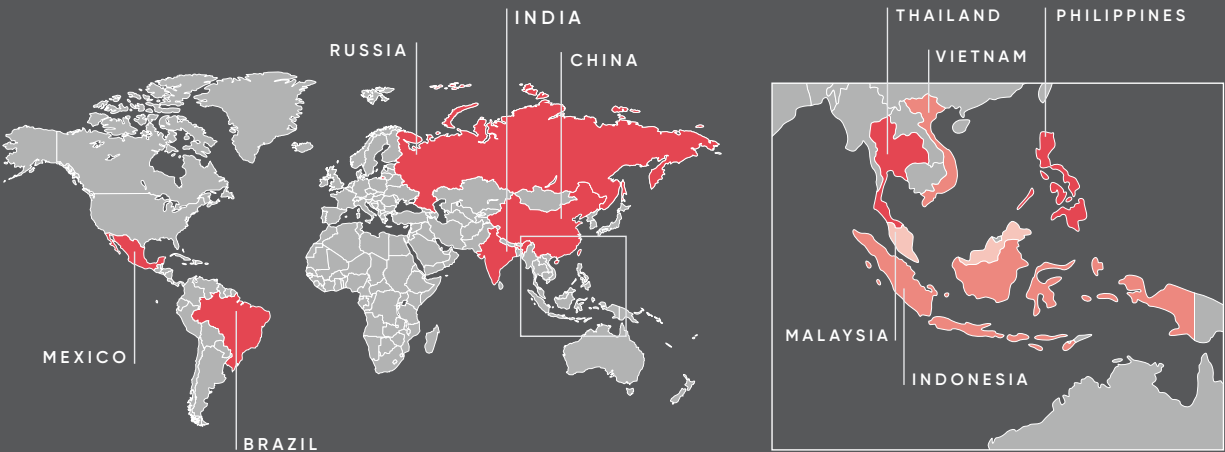 INDIA
RUSSIA
CHINA
MEXICO
BRAZIL
THAILAND
PHILIPPINES
VIETNAM
MALAYSIA
INDONESIA